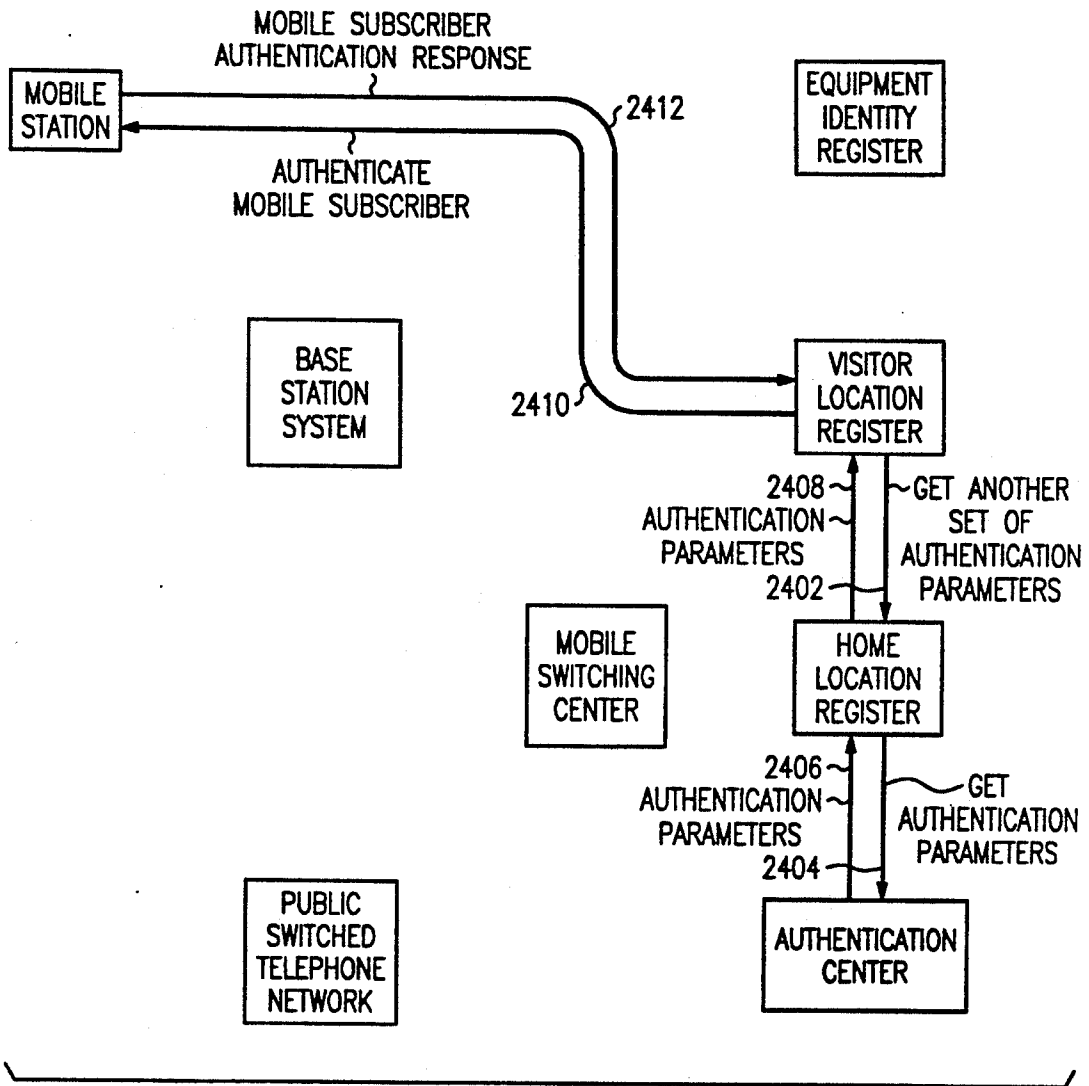 MOBILE SUBSCRIBER
AUTHENTICATION RESPONSE
MOBILE
STATION
2412
EQUIPMENT
IDENTITY
REGISTER
AUTHENTICATE
MOBILE SUBSCRIBER
BASE
STATION
SYSTEM
2410
VISITOR
LOCATION
REGISTER
2408
AUTHENTICATION
PARAMETERS
GET ANOTHER
SET OF
AUTHENTICATION
PARAMETERS
2402
MOBILE
SWITCHING
CENTER
HOME
LOCATION
REGISTER
2406
AUTHENTICATION
PARAMETERS
GET
AUTHENTICATION
PARAMETERS
2404
PUBLIC
SWITCHED
TELEPHONE
NETWORK
AUTHENTICATION
CENTER